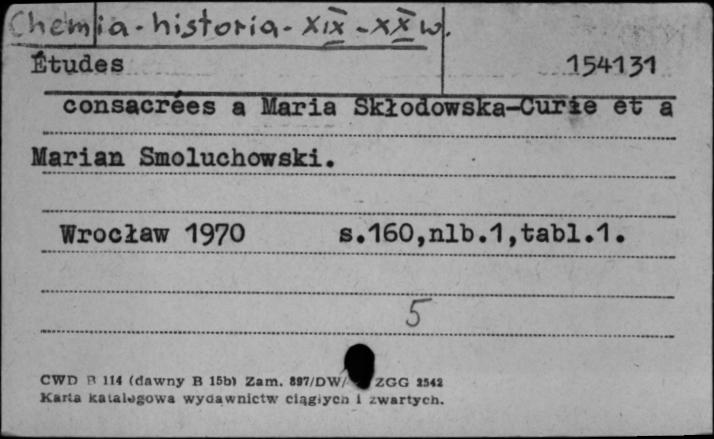 Chemia - historia - XIX - XX w.
Études 154131
consacrées a Maria Skłodowska-Curie et a
Marian Smoluchowski.
Wrocław 1970 s.160,nlb.1,tabl.1.
5
CWD B 114 (dawny B 15b) Zam. 897/DW/ ZGG 2542
Karta katalogowa wydawnictw ciągłych i zwartych.